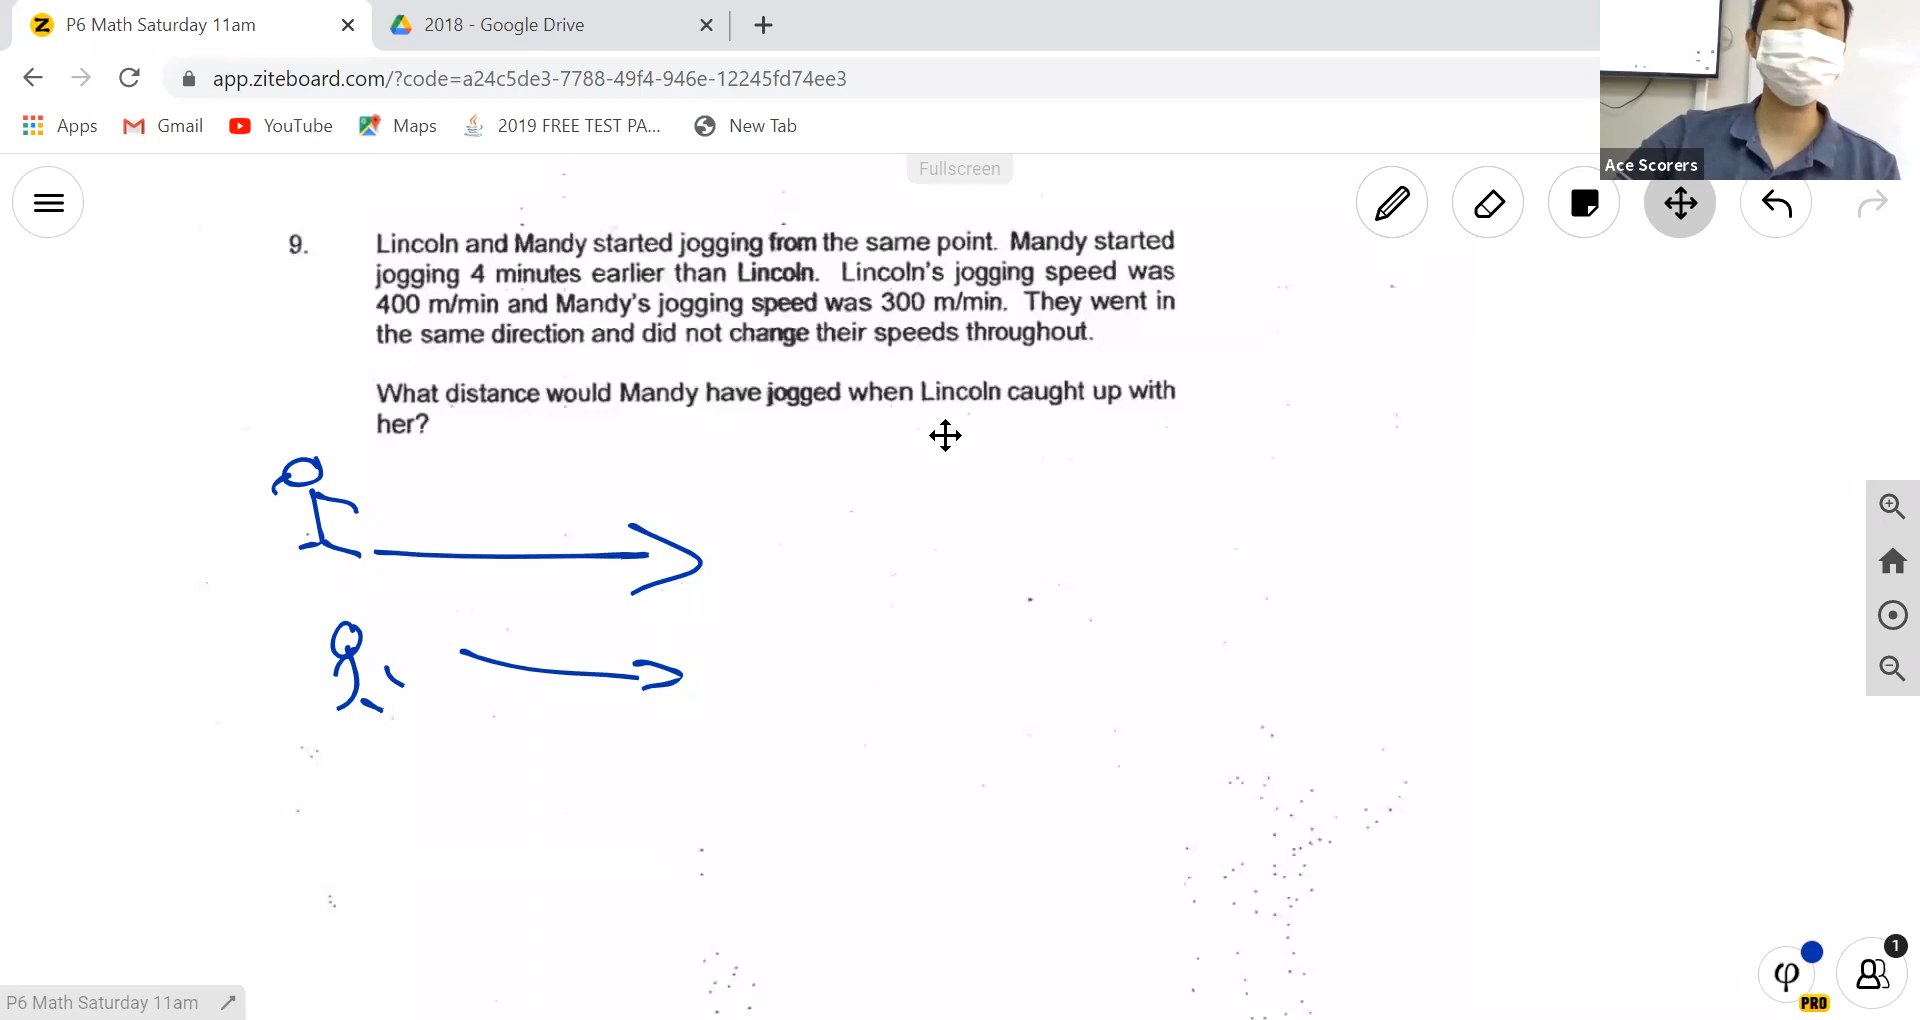 P6 Math Saturday 11am
2018 - Google Drive
app.ziteboard.com/?code=a24c5de3-7788-49f4-946e-12245fd74ee3
Apps
Gmail
YouTube
Maps
2019 FREE TEST PA...
New Tab
Ace Scorers
Fullscreen
9. Lincoln and Mandy started jogging from the same point. Mandy started
jogging 4 minutes earlier than Lincoln. Lincoln's jogging speed was
400 m/min and Mandy's jogging speed was 300 m/min. They went in
the same direction and did not change their speeds throughout.
What distance would Mandy have jogged when Lincoln caught up with
her?
P6 Math Saturday 11am
φ
PRO
1